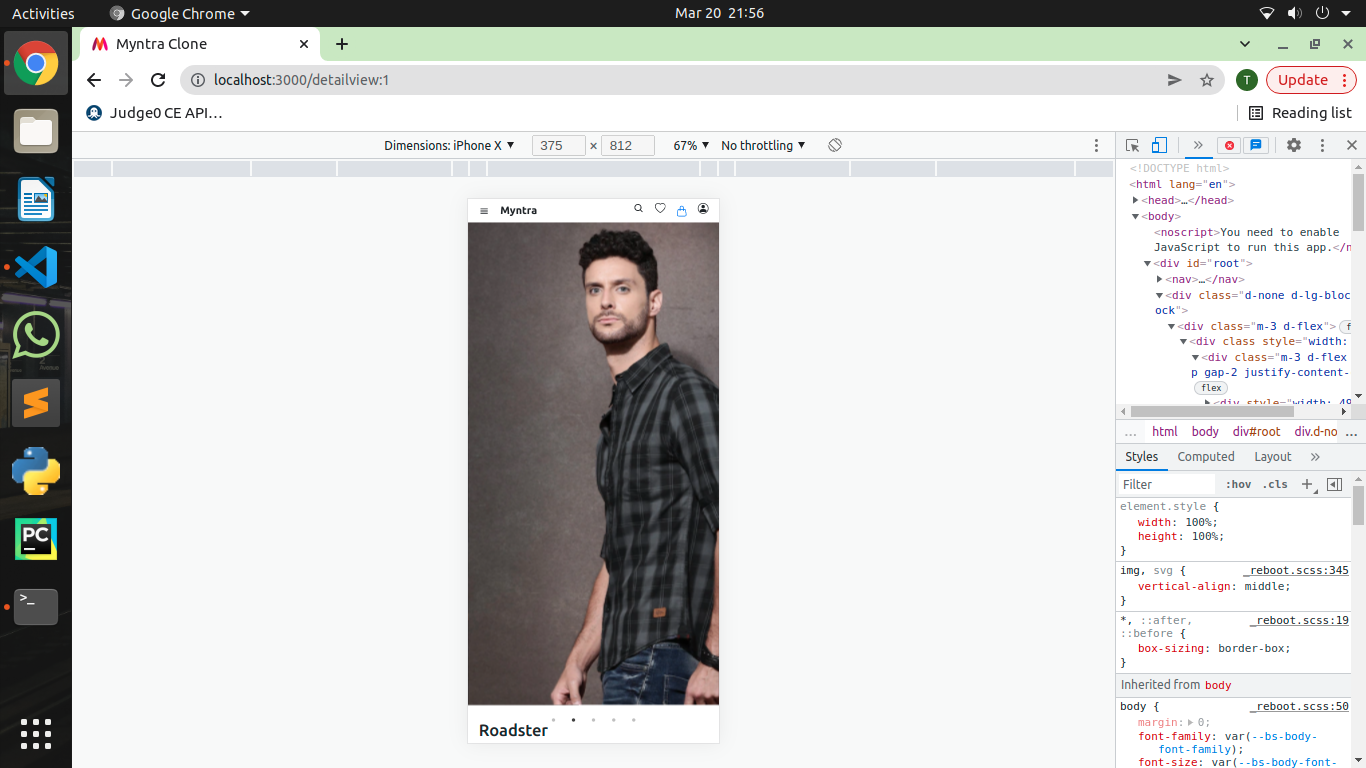 Activities
Google Chrome
Mar 20 21:56
Myntra Clone
localhost:3000/detailview:1
T
Update
Judge0 CE API…
Reading list
Dimensions: iPhone X
375 × 812
67%
No throttling
Myntra
Roadster
<!DOCTYPE html>
<html lang="en">
<head>…</head>
<body>
<noscript>You need to enable
JavaScript to run this app.</n
<div id="root">
<nav>…</nav>
<div class="d-none d-lg-bloc
ock">
<div class="m-3 d-flex"> f
<div class style="width:
<div class="m-3 d-flex
p gap-2 justify-content-
flex
<div style="width: 49
… html body div#root div.d-no …
Styles Computed Layout »
Filter :hov .cls +
element.style {
width: 100%;
height: 100%;
}
img, svg { _reboot.scss:345
vertical-align: middle;
}
*, ::after, _reboot.scss:19
::before {
box-sizing: border-box;
}
Inherited from body
body { _reboot.scss:50
margin: 0;
font-family: var(--bs-body-
font-family);
font-size: var(--bs-body-font-
PC
>_